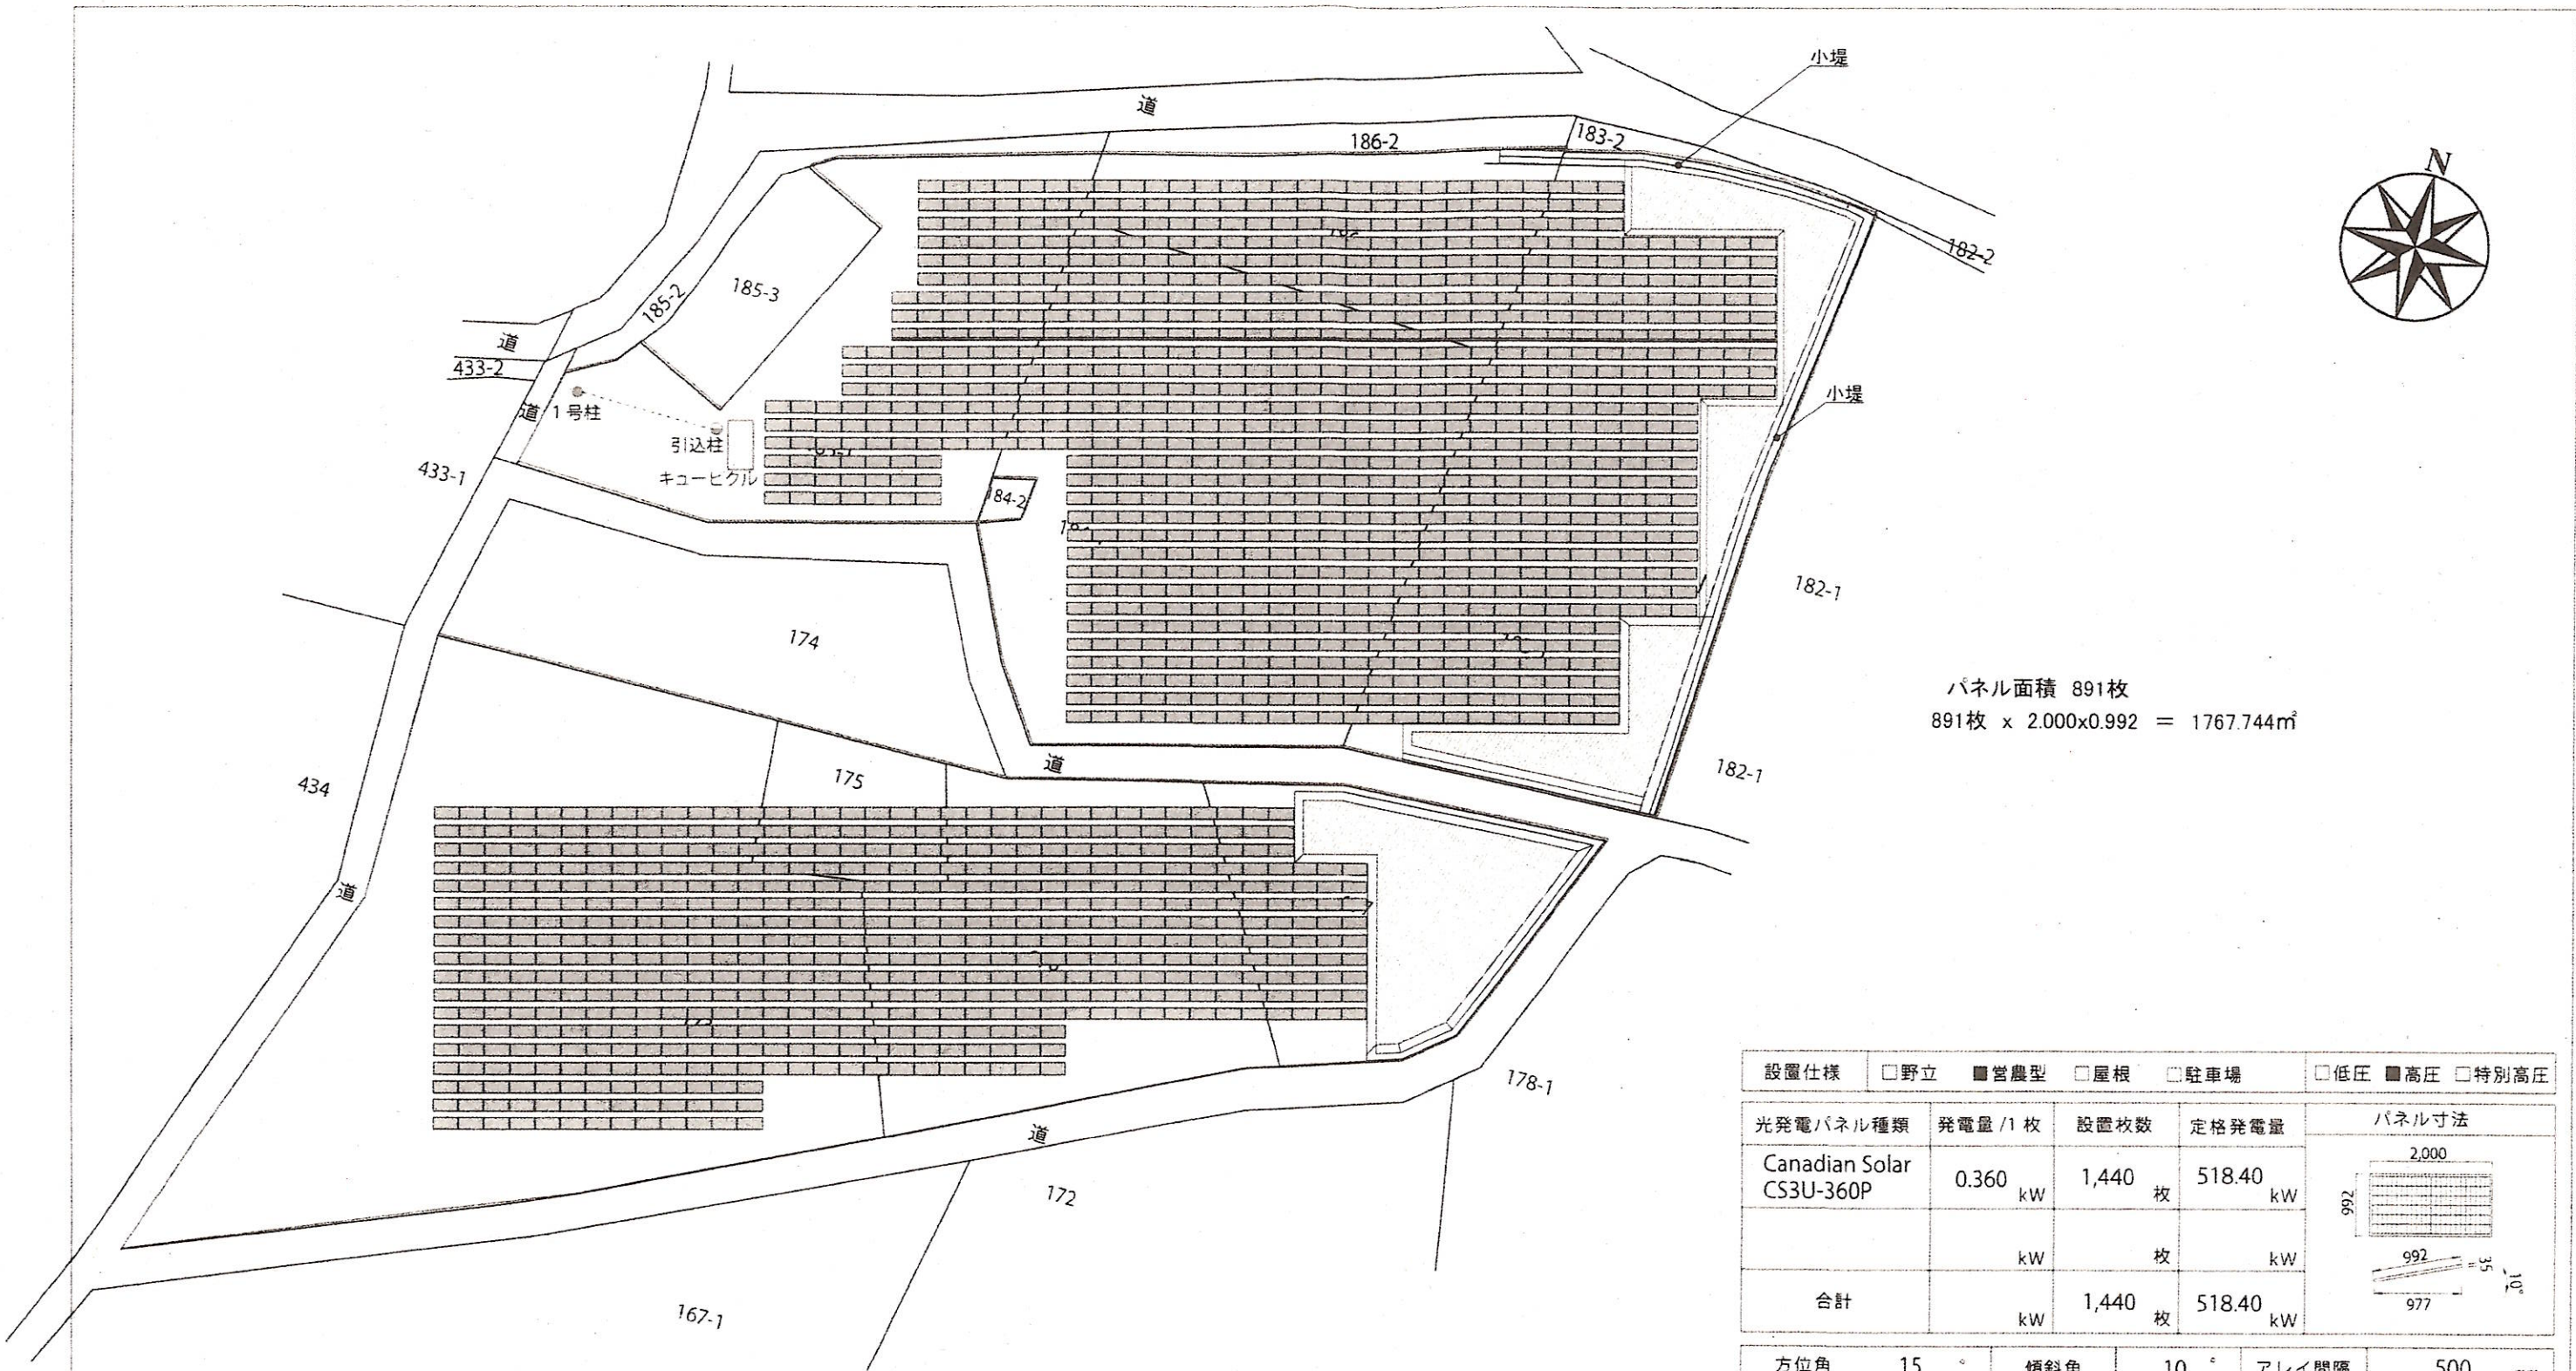 小堤
道
186-2
183-2
N
182-2
185-3
185-2
道
433-2
小堤
道
1号柱
引込柱
キュービクル
433-1
184-2
182-1
174
パネル面積 891枚
891枚 x 2.000x0.992 = 1767.744㎡
道
182-1
175
434
道
178-1
道
172
167-1
設置仕様 □野立 ■営農型 □屋根 □駐車場 □低圧 ■高圧 □特別高圧
光発電パネル種類 発電量/1枚 設置枚数 定格発電量 パネル寸法
Canadian Solar CS3U-360P 0.360 kW 1,440 枚 518.40 kW
kW 枚 kW
合計 kW 1,440 枚 518.40 kW
2,000
992
992
35
10°
977
方位角 15 ° 傾斜角 10 ° アレイ間隔 500